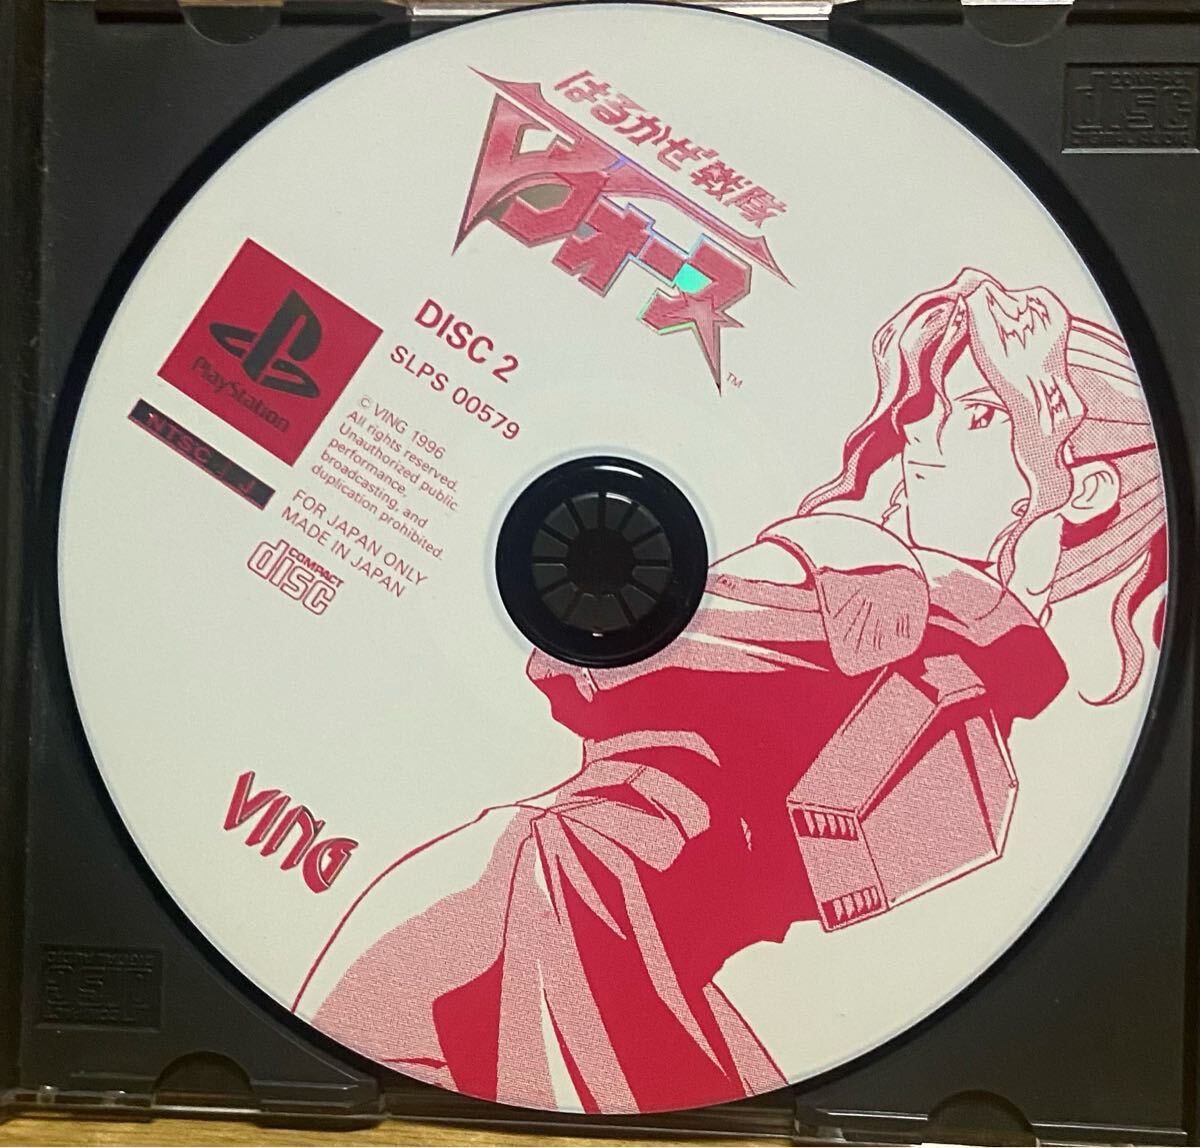 はるかぜ戦隊
Vフォース
TM
DISC 2
SLPS 00579
PlayStation
NTSC J
© VING 1996
All rights reserved.
Unauthorized public
performance,
broadcasting, and
duplication prohibited.
FOR JAPAN ONLY
MADE IN JAPAN
COMPACT
disc
VING
COMPACT
disc